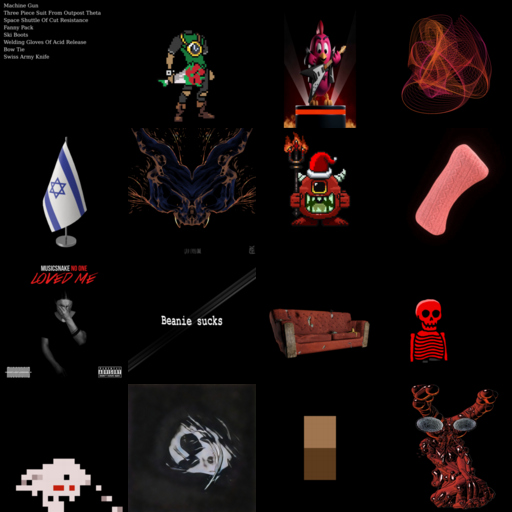 Machine Gun
Three Piece Suit From Outpost Theta
Space Shuttle Of Cut Resistance
Fanny Pack
Ski Boots
Welding Gloves Of Acid Release
Bow Tie
Swiss Army Knife
MUSICSNAKE NO ONE
LOVED ME
Beanie sucks